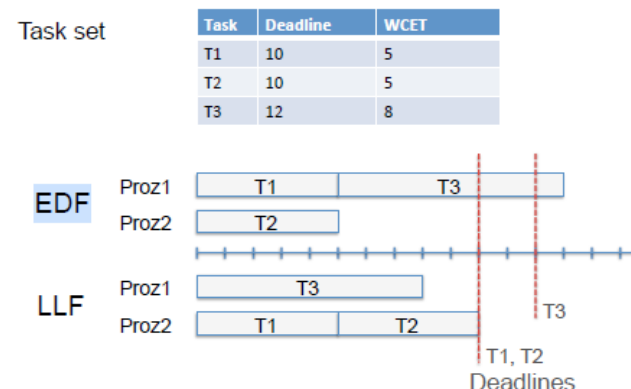 Task set
Task Deadline WCET
T1 10 5
T2 10 5
T3 12 8
EDF
Proz1 T1 T3
Proz2 T2
LLF
Proz1 T3
Proz2 T1 T2
T3
T1, T2
Deadlines